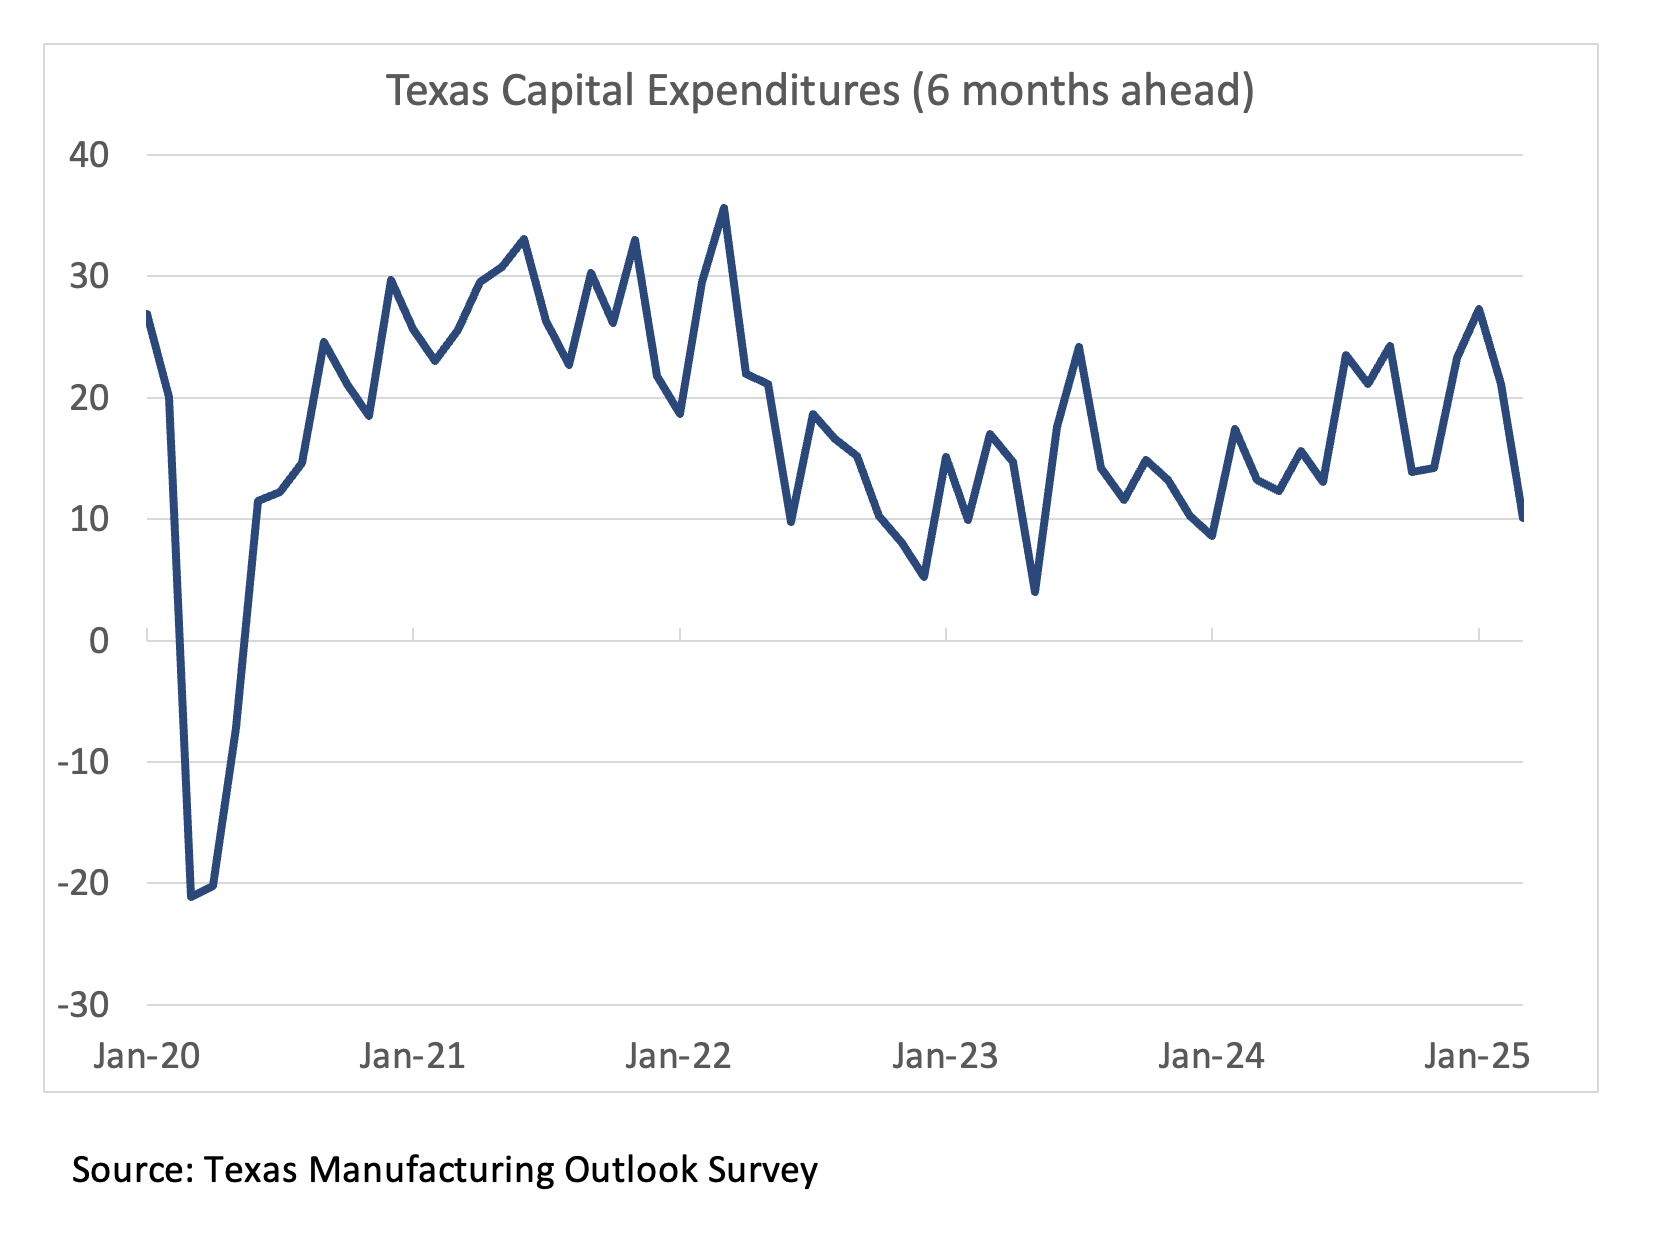 Texas Capital Expenditures (6 months ahead)
40
30
20
10
0
-10
-20
-30
Jan-20 Jan-21 Jan-22 Jan-23 Jan-24 Jan-25
Source: Texas Manufacturing Outlook Survey